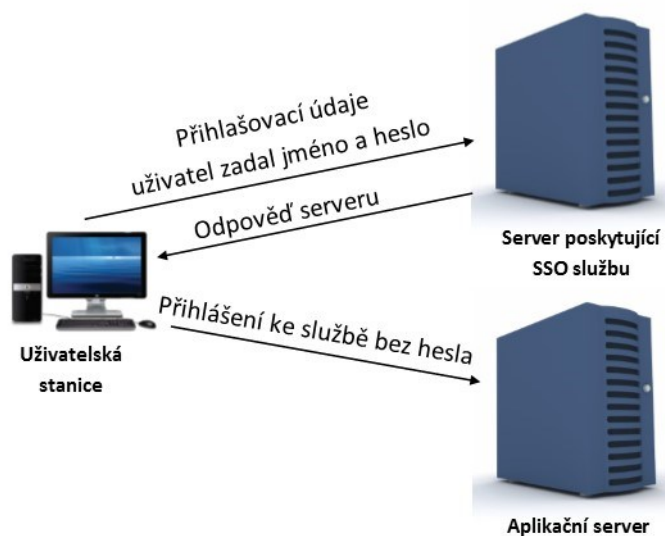 Přihlašovací údaje
uživatel zadal jméno a heslo
Odpověď serveru
Server poskytující
SSO službu
Přihlášení ke službě bez hesla
Uživatelská
stanice
Aplikační server